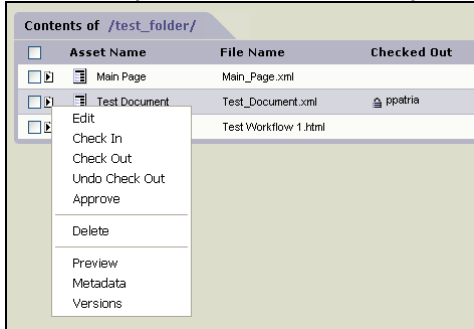 Contents of /test_folder/
Asset Name File Name Checked Out
Main Page Main_Page.xml
Test Document Test_Document.xml ppatria
Test Workflow 1.html
Edit
Check In
Check Out
Undo Check Out
Approve
Delete
Preview
Metadata
Versions